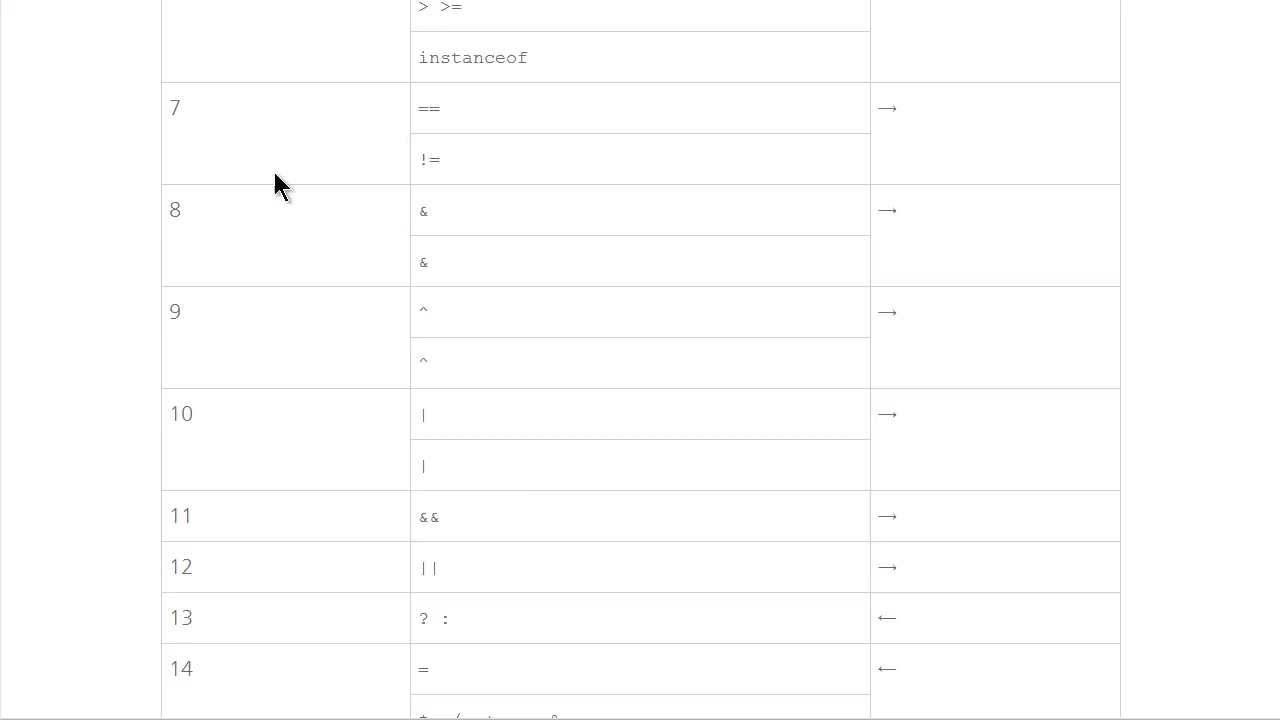 > >=
instanceof
7 == →
!=
8 & →
&
9 ^ →
^
10 | →
|
11 && →
12 || →
13 ? : ←
14 = ←